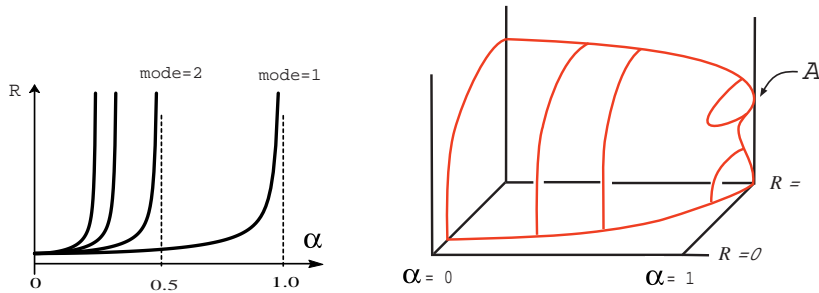 R
mode=2
mode=1
α
0
0.5
1.0
A
R =
R =0
α = 0
α = 1